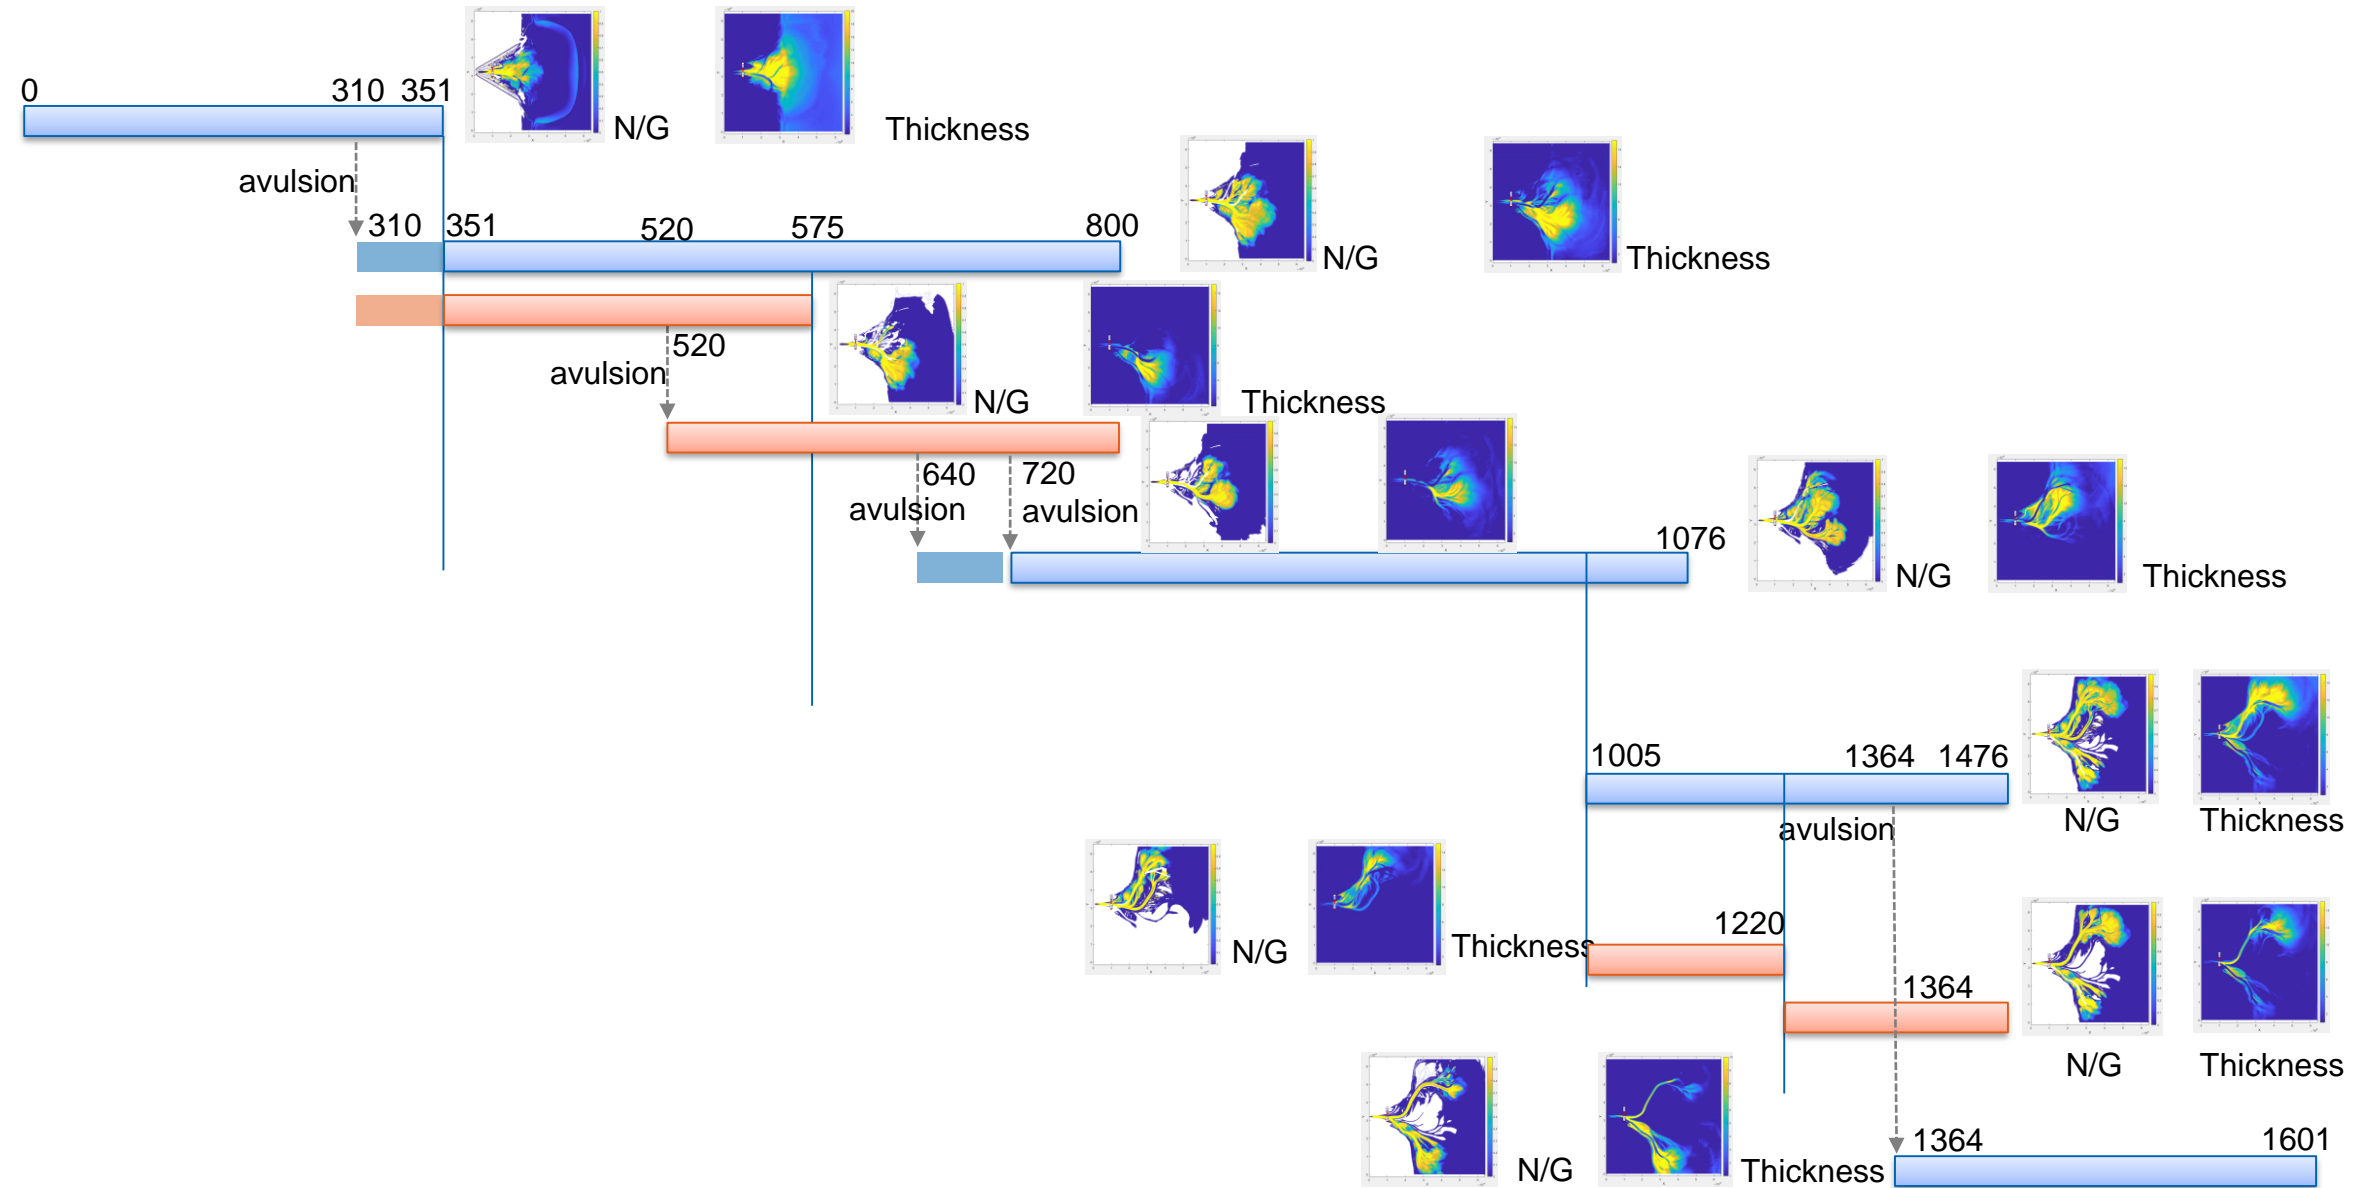 0
310 351
N/G
Thickness
avulsion
310 351 520 575 800
N/G
Thickness
520
avulsion
N/G
Thickness
640 720
avulsion avulsion
1076
N/G
Thickness
1005 1364 1476
N/G
Thickness
avulsion
1220
N/G
Thickness
1364
N/G
Thickness
1364 1601
N/G
Thickness